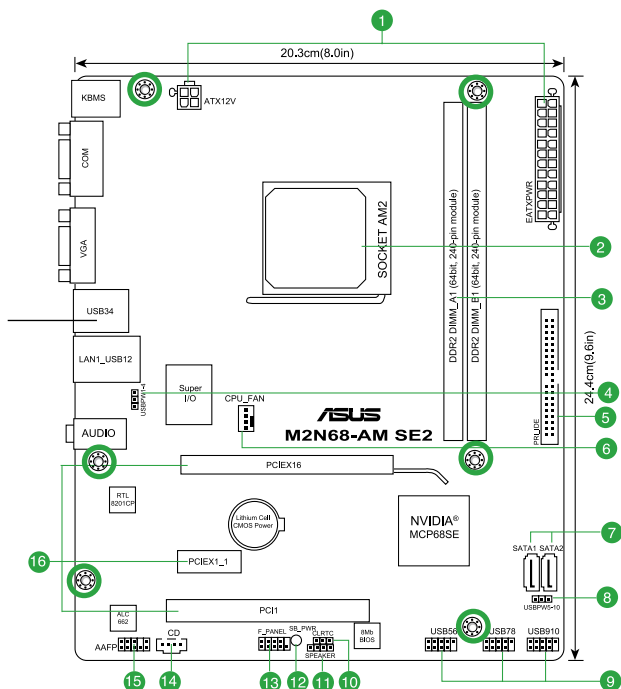 1
20.3cm(8.0in)
KBMS
ATX12V
COM
EATXPWR
SOCKET AM2
VGA
2
DDR2 DIMM_A1 (64bit, 240-pin module)
DDR2 DIMM_B1 (64bit, 240-pin module)
3
USB34
24.4cm(9.6in)
LAN1_USB12
USBPW1-4
Super
I/O
CPU_FAN
4
PRI_IDE
5
ASUS
M2N68-AM SE2
AUDIO
6
PCIEX16
RTL
8201CP
Lithium Cell
CMOS Power
NVIDIA®
MCP68SE
7
SATA1 SATA2
16
PCIEX1_1
8
USBPW5-10
PCI1
ALC
662
8Mb
BIOS
AAFP
CD
F_PANEL
SB_PWR
CLRTC
SPEAKER
USB56
USB78
USB910
15
14
13
12
11
10
9